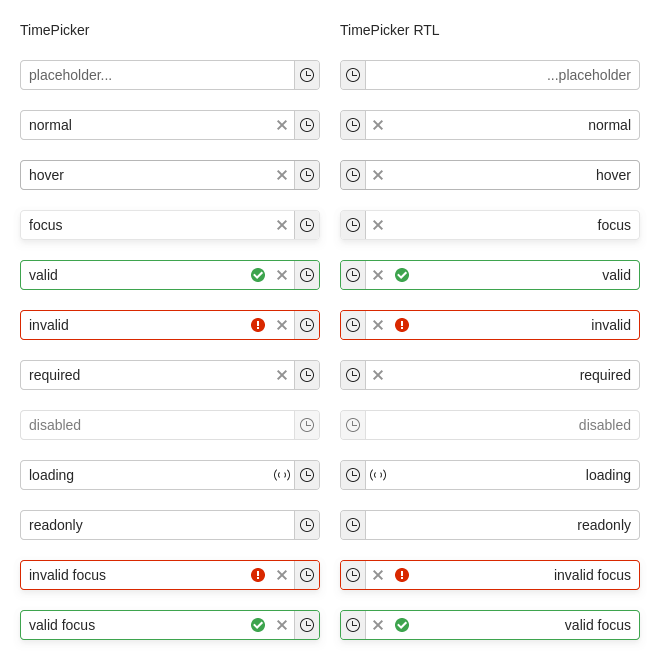 TimePicker
placeholder...
normal
hover
focus
valid
invalid
required
disabled
loading
readonly
invalid focus
valid focus
TimePicker RTL
...placeholder
normal
hover
focus
valid
invalid
required
disabled
loading
readonly
invalid focus
valid focus